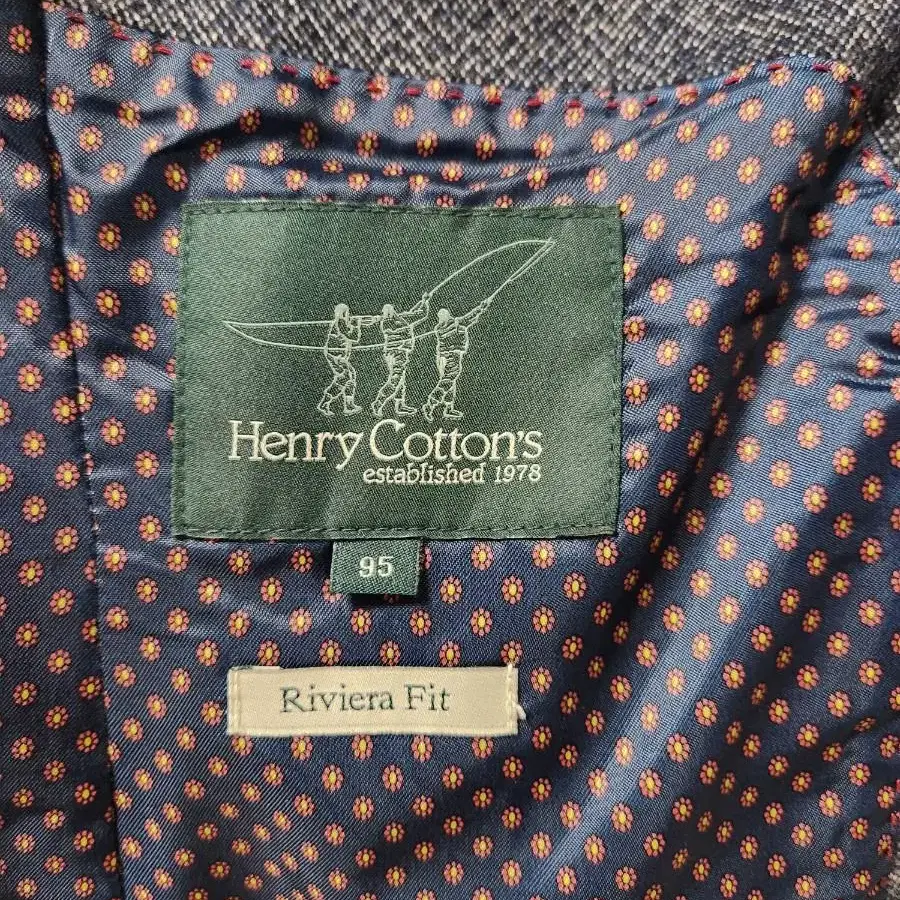 Henry Cotton's
established 1978
95
Riviera Fit